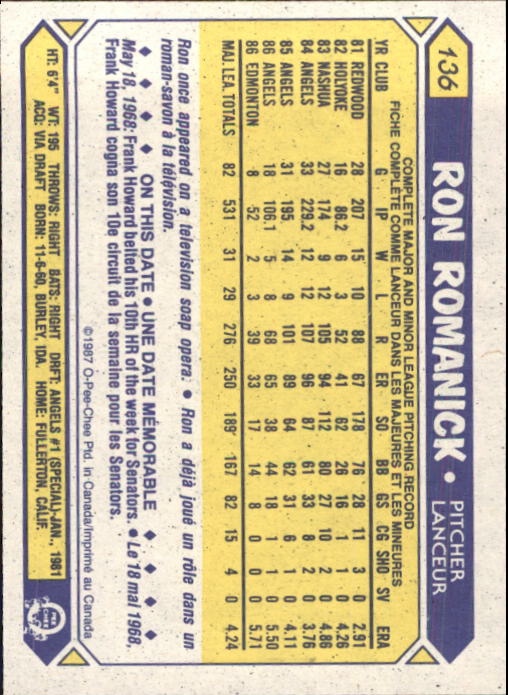 136 RON ROMANICK • PITCHER LANCEUR
COMPLETE MAJOR AND MINOR LEAGUE PITCHING RECORD
FICHE COMPLÈTE COMME LANCEUR DANS LES MAJEURES ET LES MINEURES
YR CLUB G IP W L R ER SO BB GS CG SHO SV ERA
81 REDWOOD 28 207 15 10 88 67 178 76 28 11 3 0 2.91
82 HOLYOKE 16 86.2 6 3 52 41 62 26 16 1 0 0 4.26
83 NASHUA 27 174 9 12 105 94 112 80 27 10 2 0 4.86
84 ANGELS 33 229.2 12 12 107 96 87 61 33 8 2 0 3.76
85 ANGELS 31 195 14 9 101 89 64 62 31 6 1 0 4.11
86 ANGELS 18 106.1 5 8 68 65 38 44 18 1 1 0 5.50
86 EDMONTON 8 52 2 3 39 33 17 14 8 0 0 0 5.71
MAJ. LEA. TOTALS 82 531 31 29 276 250 189 167 82 15 4 0 4.24
Ron once appeared on a television soap opera. • Ron a déjà joué un rôle dans un
roman-savon à la télévision.
◆ ◆ ◆ ◆ ON THIS DATE • UNE DATE MÉMORABLE ◆ ◆ ◆ ◆
May 18, 1968: Frank Howard belted his 10th HR of the week for Senators. • Le 18 mai 1968,
Frank Howard cogna son 10e circuit de la semaine pour les Senators.
©1987 O-Pee-Chee Ptd. in Canada/Imprimé au Canada
HT: 6'4" WT: 195 THROWS: RIGHT BATS: RIGHT DRFT: ANGELS #1 (SPECIAL)-JAN., 1981
ACQ: VIA DRAFT BORN: 11-6-60, BURLEY, IDA. HOME: FULLERTON, CALIF.
O
PEE
CHEE